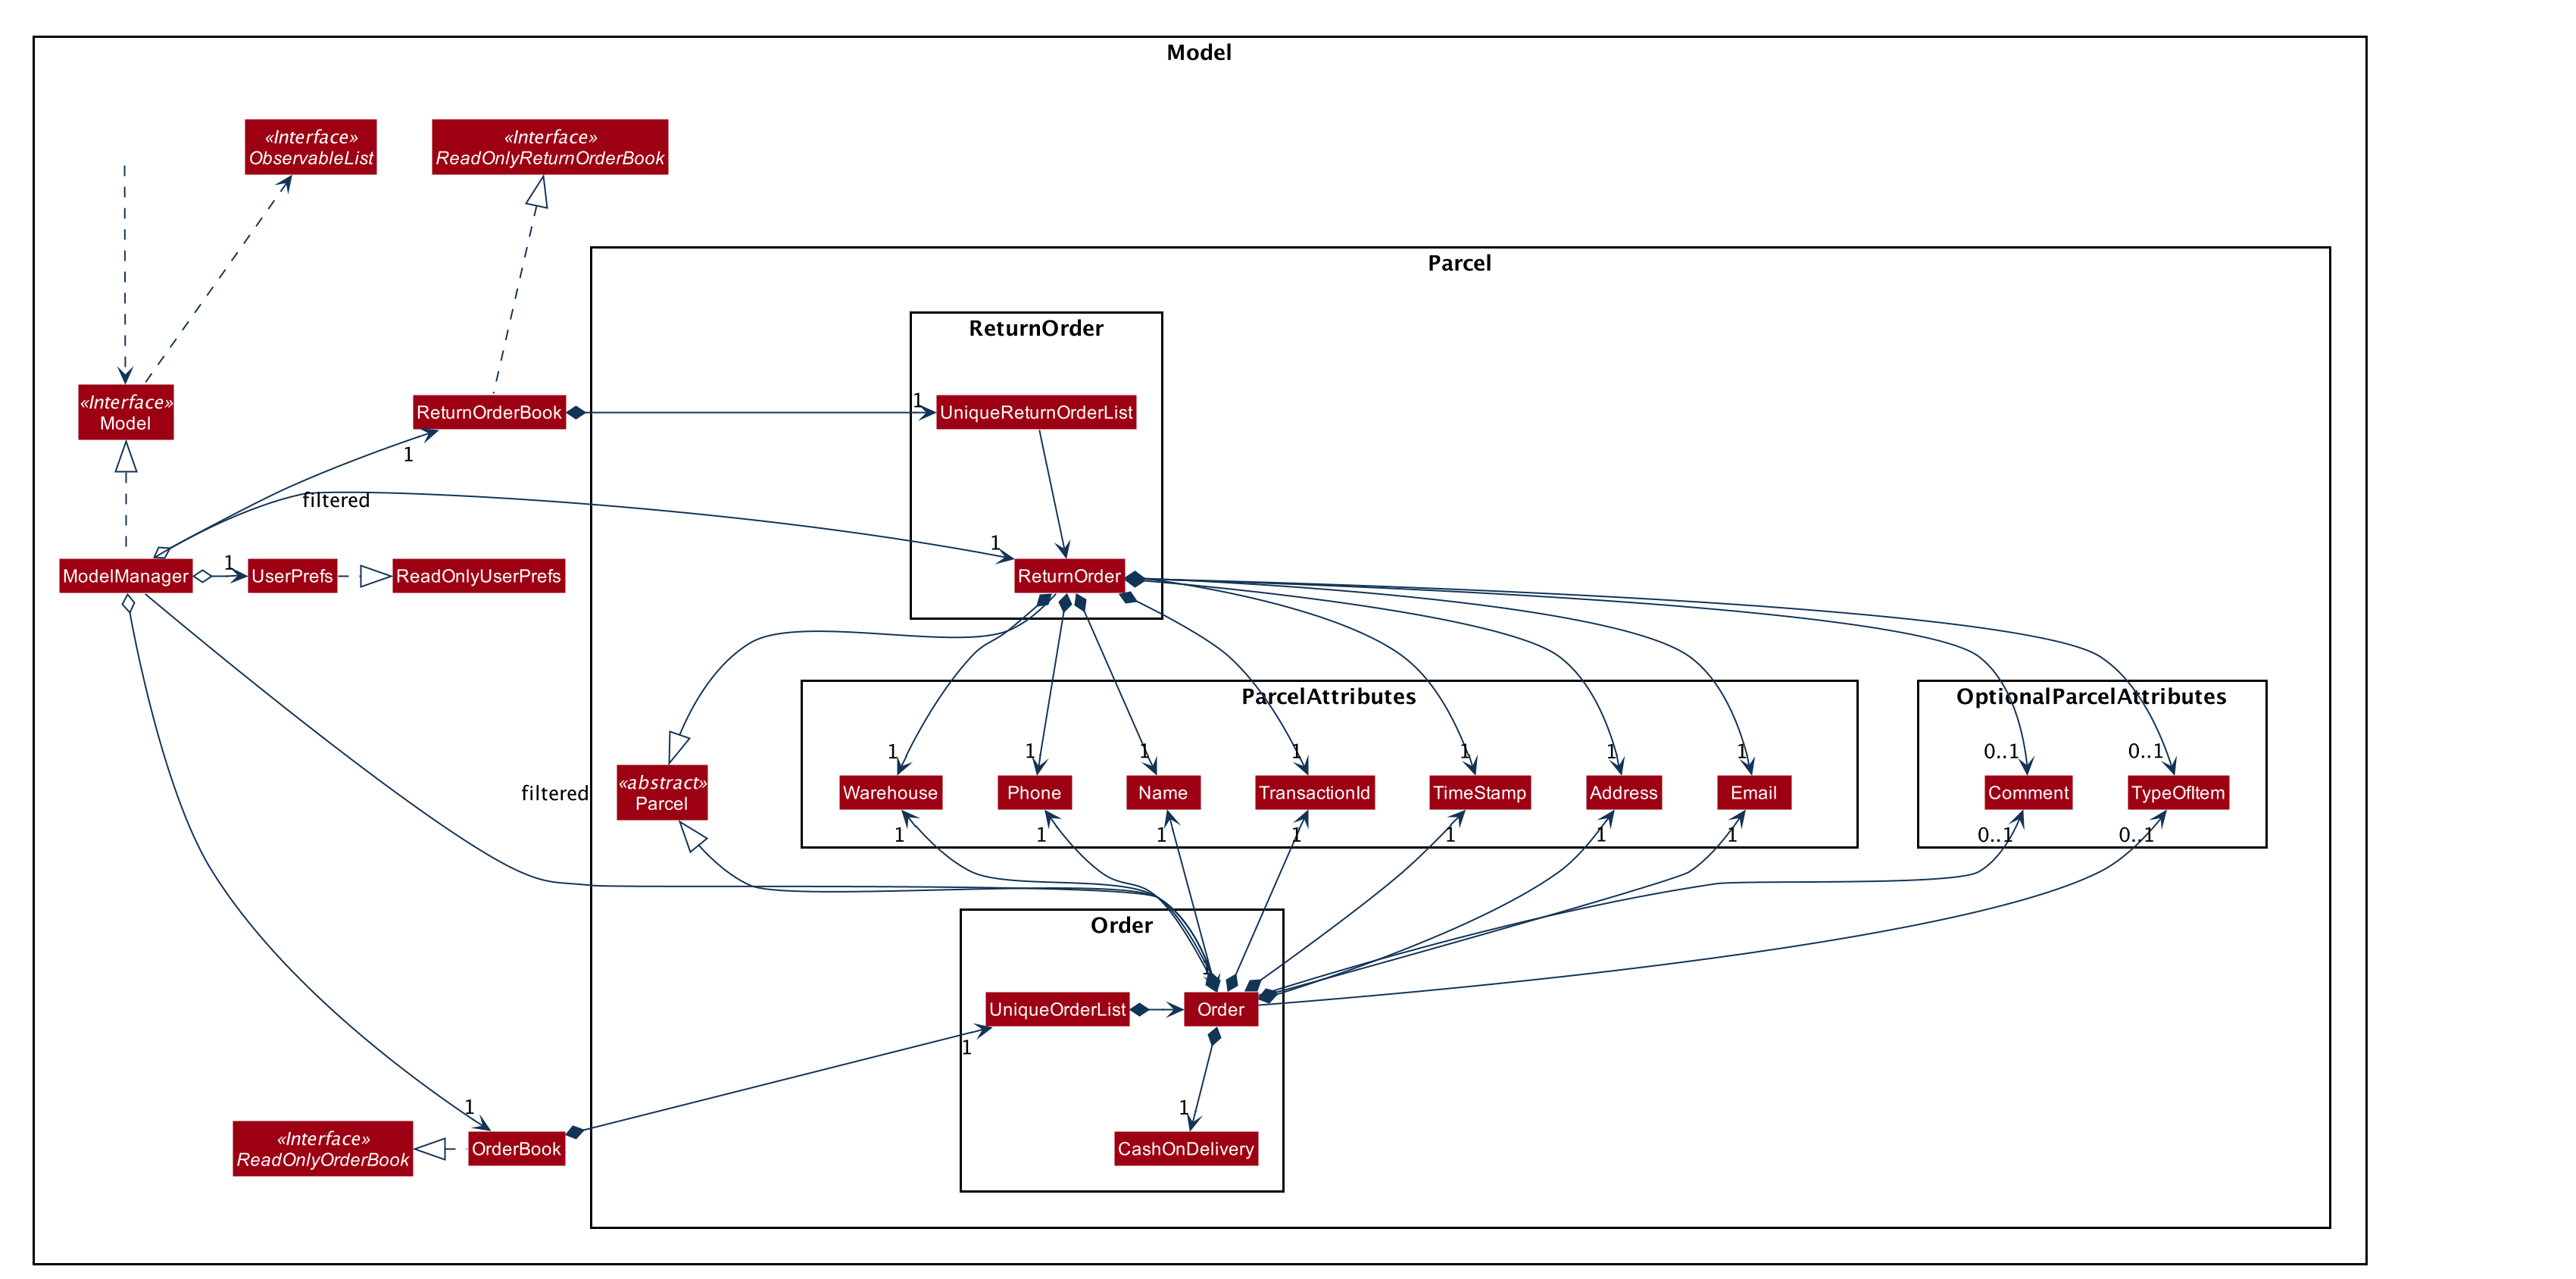 Model
«Interface»
ObservableList
«Interface»
ReadOnlyReturnOrderBook
Parcel
ReturnOrder
«Interface»
Model
ReturnOrderBook
1
UniqueReturnOrderList
1
filtered
1
ModelManager
1
UserPrefs
ReadOnlyUserPrefs
ReturnOrder
ParcelAttributes
OptionalParcelAttributes
1
1
1
1
1
1
1
0..1
0..1
«abstract»
Parcel
filtered
Warehouse
Phone
Name
TransactionId
TimeStamp
Address
Email
Comment
TypeOfItem
1
1
1
1
1
1
1
0..1
0..1
Order
1
UniqueOrderList
Order
1
1
1
CashOnDelivery
«Interface»
ReadOnlyOrderBook
OrderBook